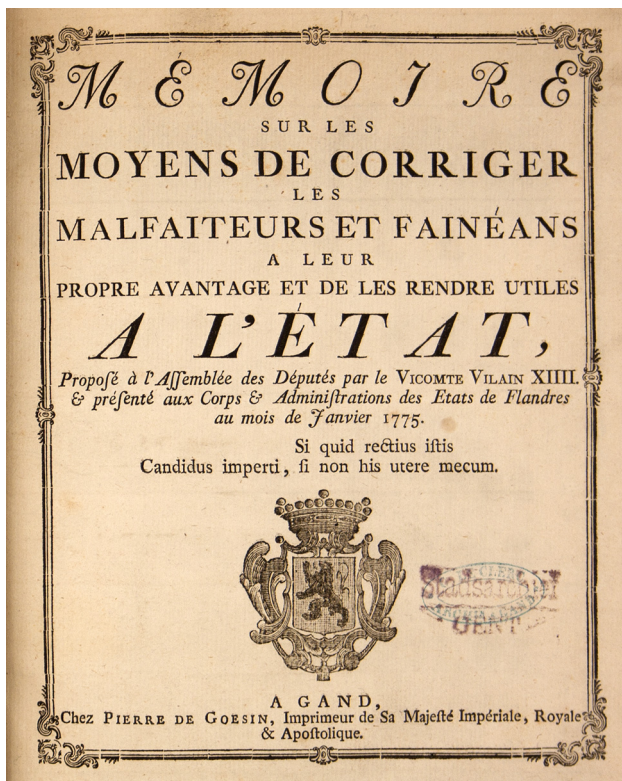 MÉMOIRE
SUR LES
MOYENS DE CORRIGER
LES
MALFAITEURS ET FAINÉANS
A LEUR
PROPRE AVANTAGE ET DE LES RENDRE UTILES
A L'ÉTAT,
Propoſé à l'Aſſemblée des Députés par le VICOMTE VILAIN XIIII.
& préſenté aux Corps & Adminiſtrations des Etats de Flandres
au mois de Janvier 1775.
Si quid rectius iſtis
Candidus imperti, ſi non his utere mecum.
Stadsarchief
GENT
A GAND,
Chez PIERRE DE GOESIN, Imprimeur de Sa Majeſté Impériale, Royale
& Apoſtolique.